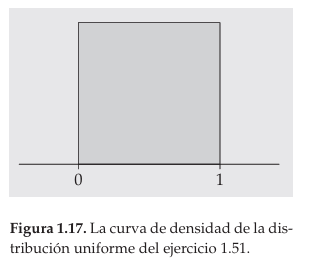 0 1
Figura 1.17. La curva de densidad de la dis-
tribución uniforme del ejercicio 1.51.